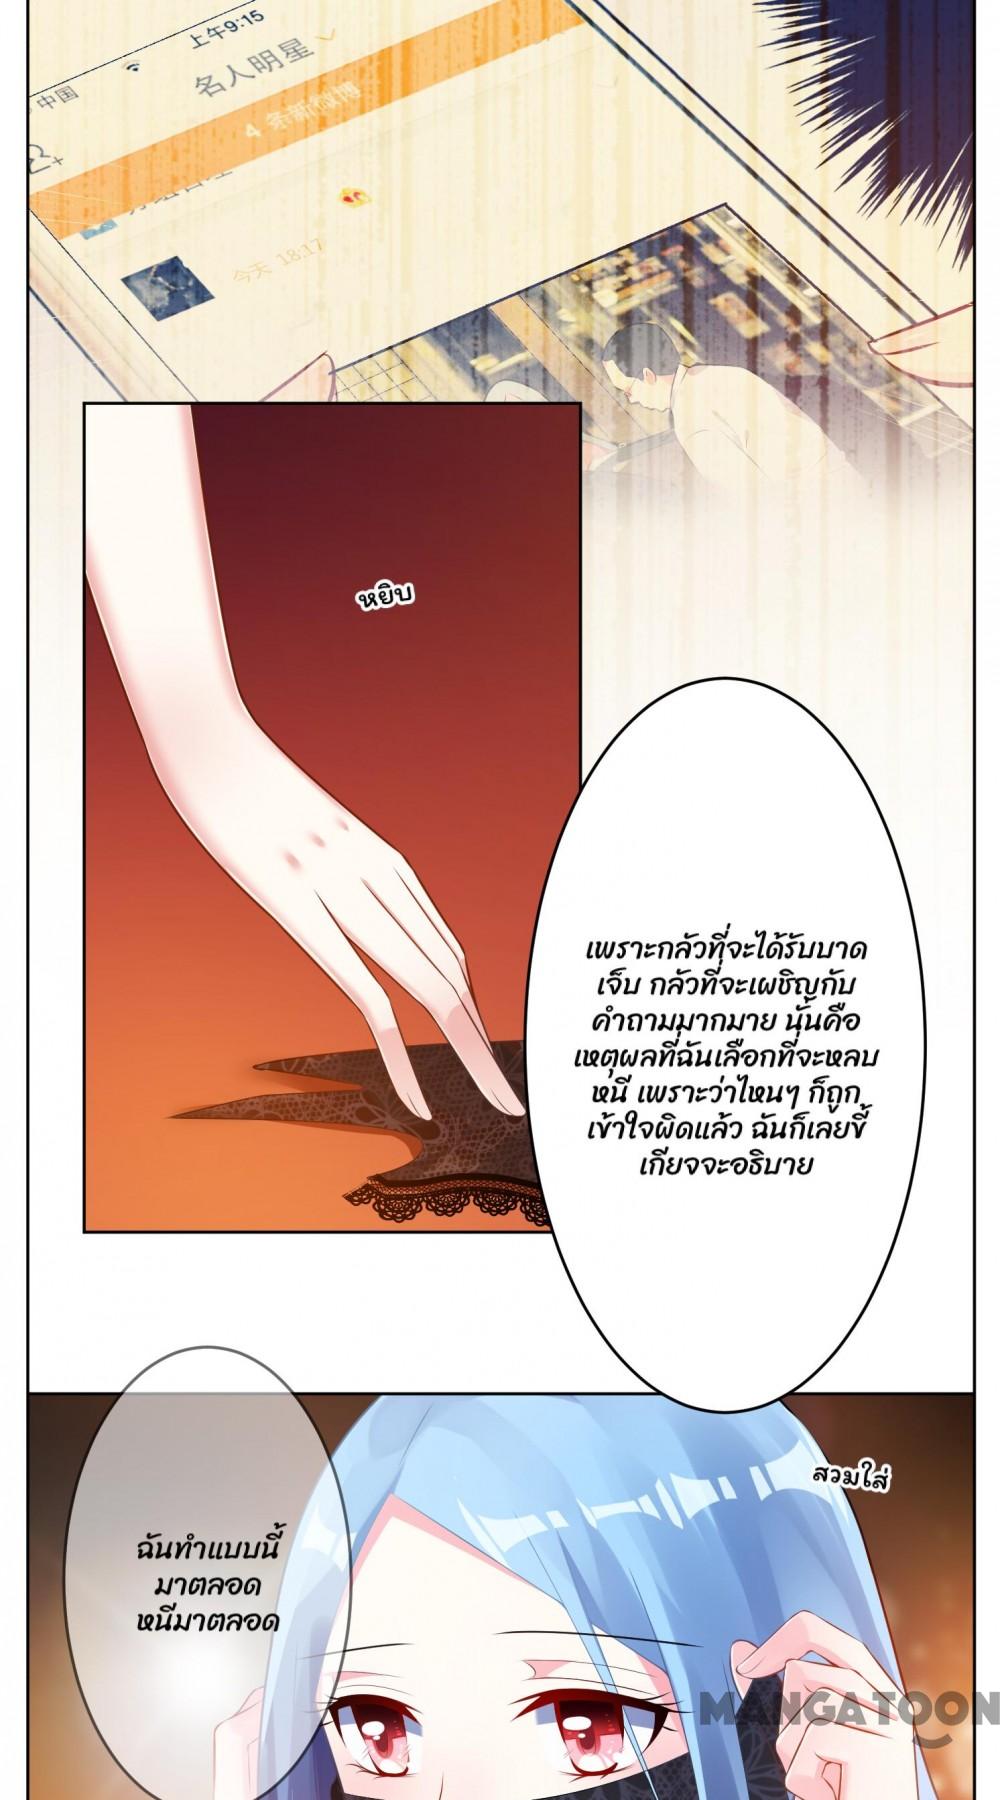 上午9:15
中国
名人明星
4 条新微博
今天 18:17
หยิบ
เพราะกลัวที่จะได้รับบาด
เจ็บ กลัวที่จะเผชิญกับ
คำถามมากมาย นั่นคือ
เหตุผลที่ฉันเลือกที่จะหลบ
หนี เพราะว่าไหนๆ ก็ถูก
เข้าใจผิดแล้ว ฉันก็เลยขี้
เกียจจะอธิบาย
สวมใส่
ฉันทำแบบนี้
มาตลอด
หนีมาตลอด
MANGATOON